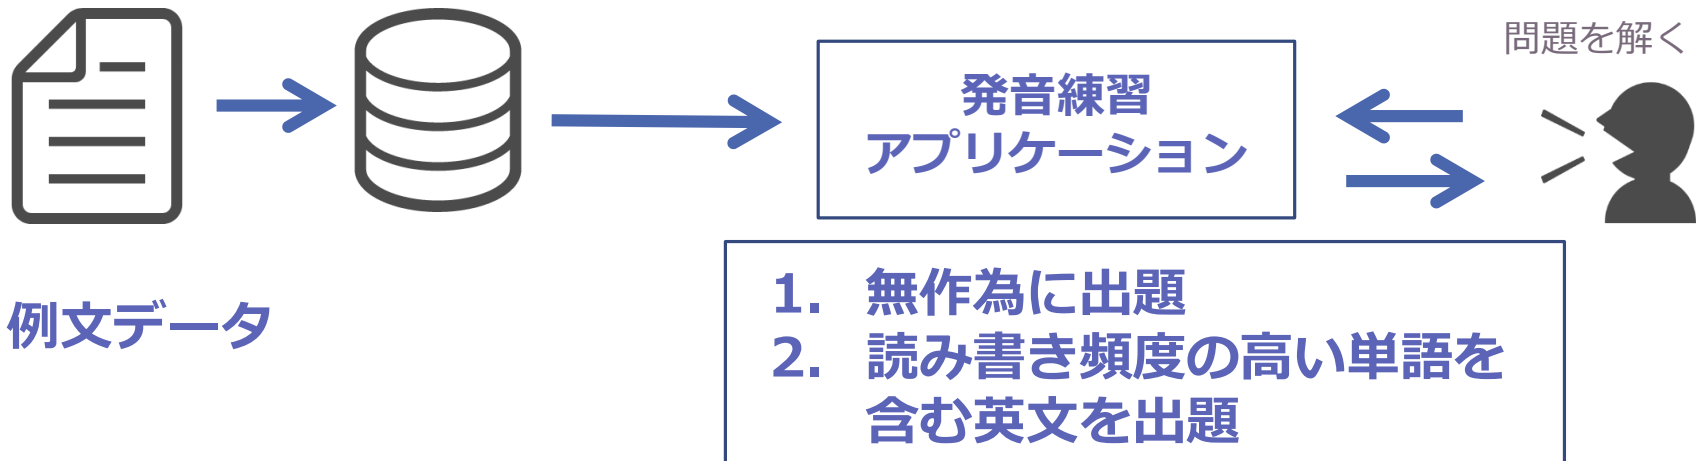 問題を解く
発音練習
アプリケーション
例文データ
1. 無作為に出題
2. 読み書き頻度の高い単語を
含む英文を出題